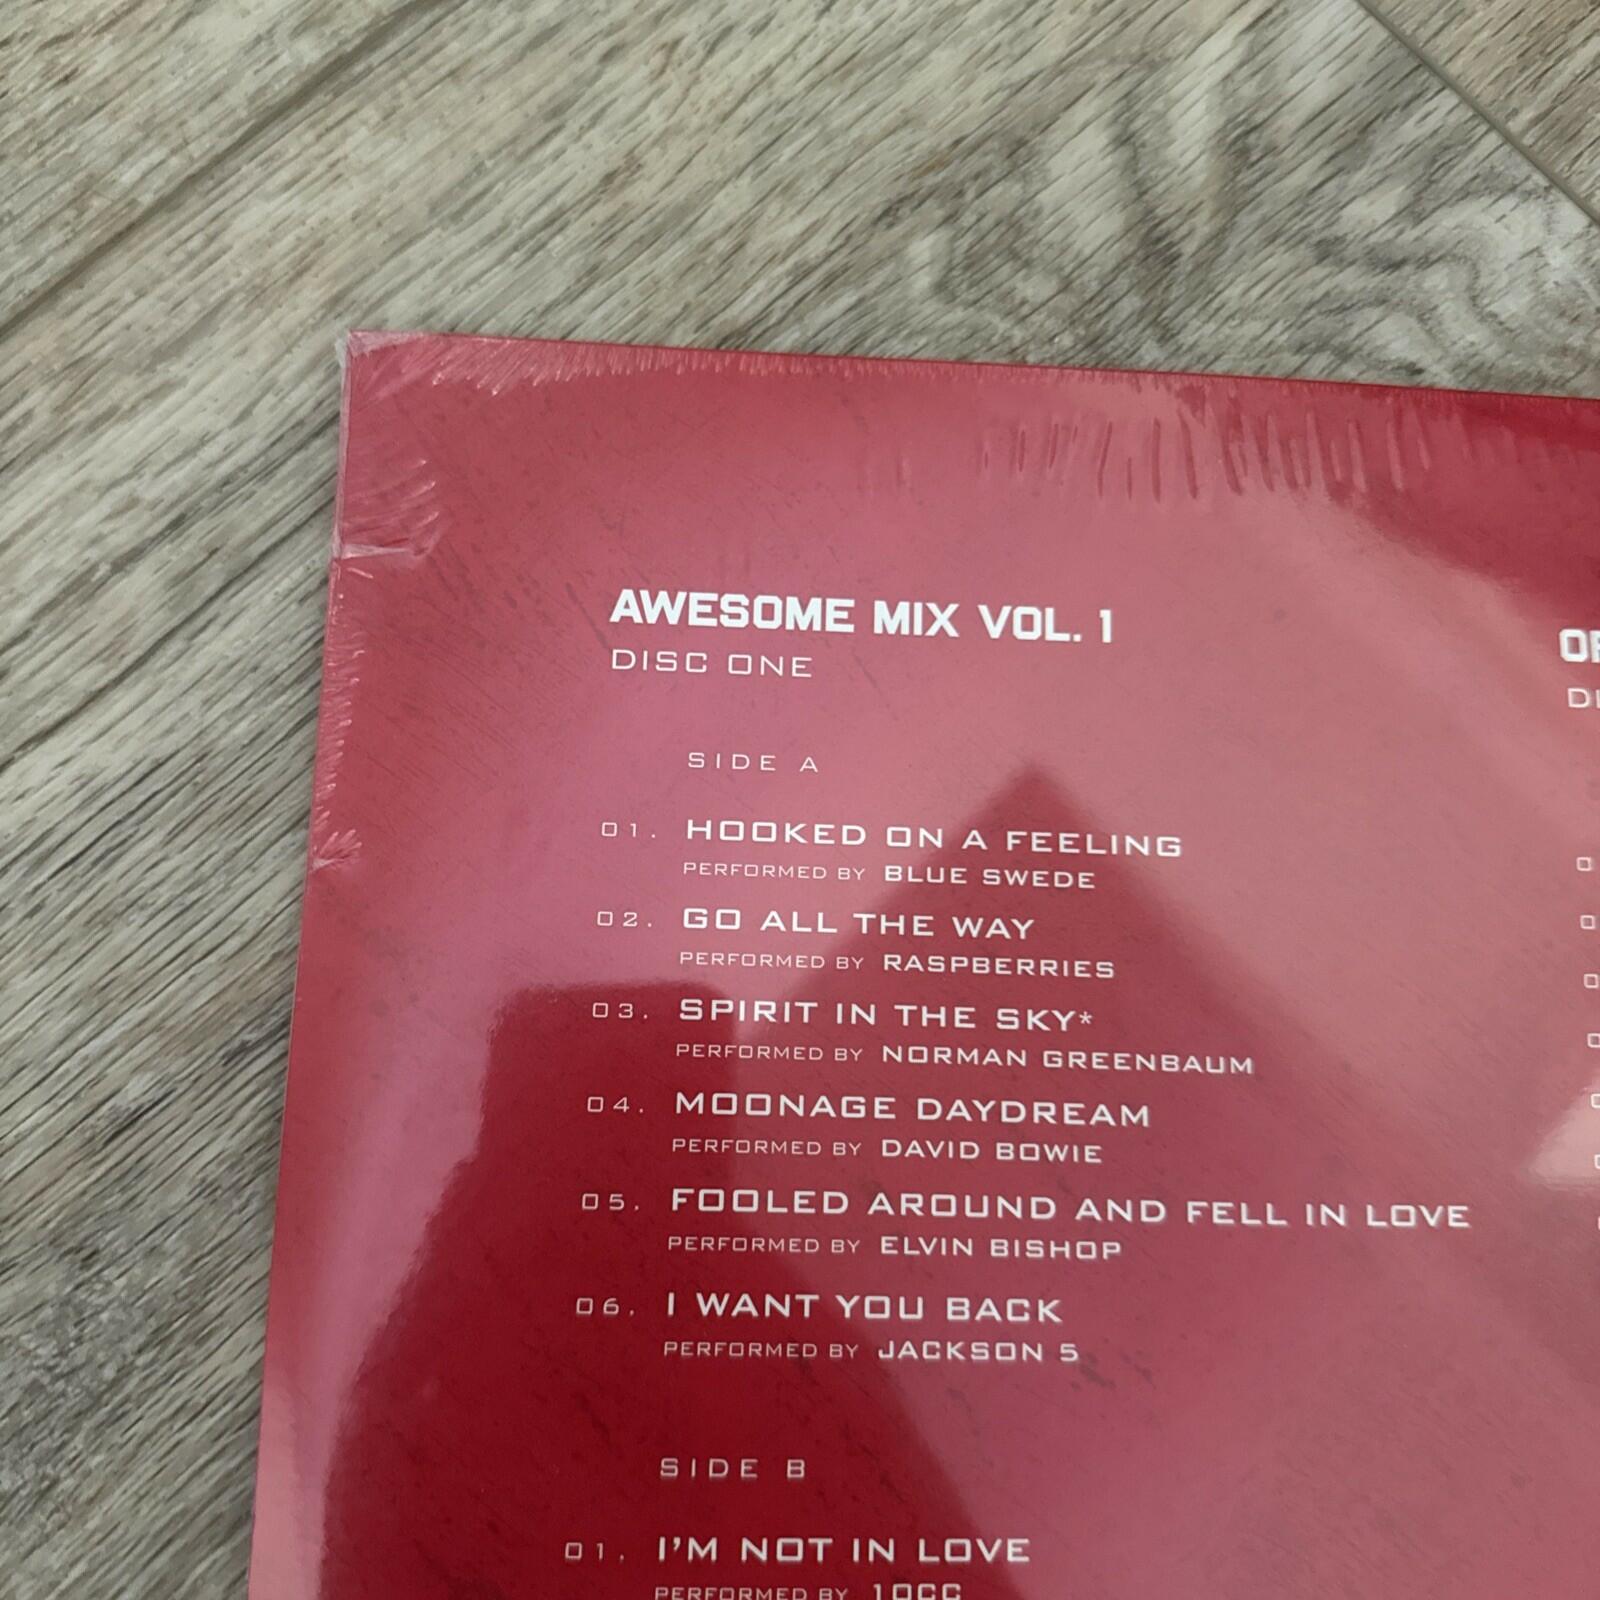 AWESOME MIX VOL. 1
DISC ONE
SIDE A
01. HOOKED ON A FEELING
PERFORMED BY BLUE SWEDE
02. GO ALL THE WAY
PERFORMED BY RASPBERRIES
03. SPIRIT IN THE SKY*
PERFORMED BY NORMAN GREENBAUM
04. MOONAGE DAYDREAM
PERFORMED BY DAVID BOWIE
05. FOOLED AROUND AND FELL IN LOVE
PERFORMED BY ELVIN BISHOP
06. I WANT YOU BACK
PERFORMED BY JACKSON 5
SIDE B
01. I'M NOT IN LOVE
PERFORMED BY 10CC